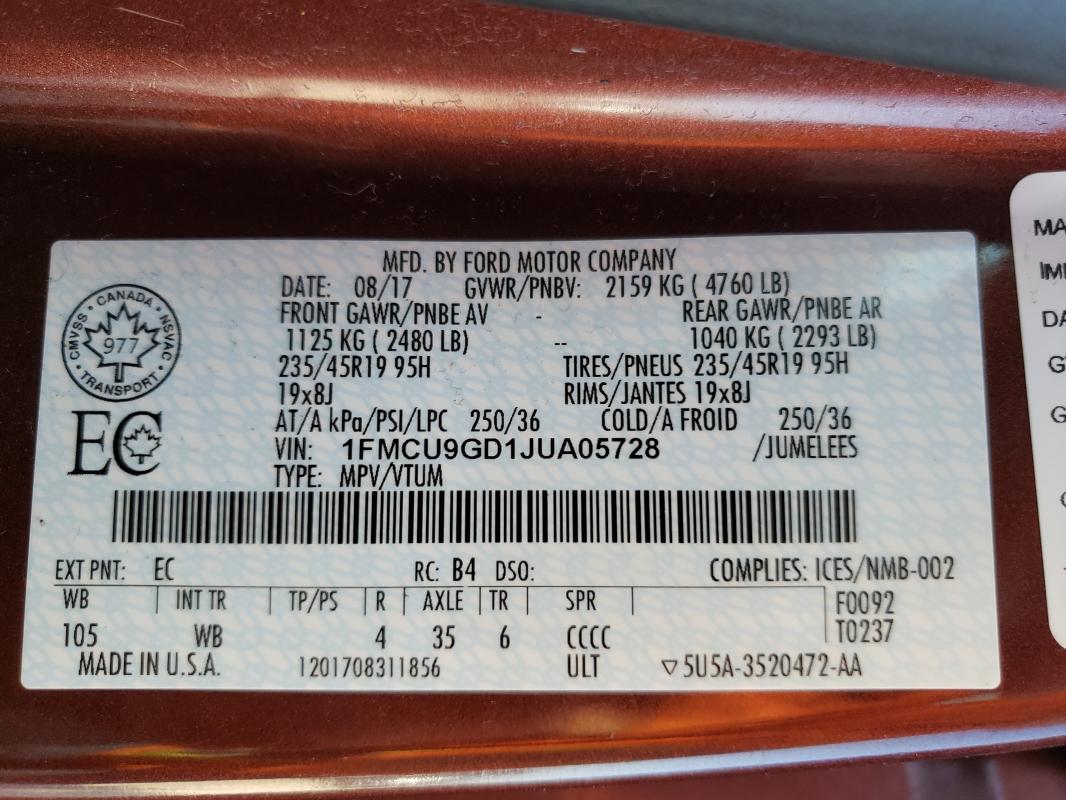 MFD. BY FORD MOTOR COMPANY
DATE: 08/17 GVWR/PNBV: 2159 KG ( 4760 LB)
FRONT GAWR/PNBE AV - REAR GAWR/PNBE AR
1125 KG ( 2480 LB) -- 1040 KG ( 2293 LB)
235/45R19 95H TIRES/PNEUS 235/45R19 95H
19x8J RIMS/JANTES 19x8J
AT/A kPa/PSI/LPC 250/36 COLD/A FROID 250/36
VIN: 1FMCU9GD1JUA05728 /JUMELEES
TYPE: MPV/VTUM
CANADA
CMVSS
NSVAC
977
TRANSPORT
EC
EXT PNT: EC RC: B4 DSO: COMPLIES: ICES/NMB-002
WB INT TR TP/PS R AXLE TR SPR F0092
105 WB 4 35 6 CCCC T0237
MADE IN U.S.A. 1201708311856 ULT ▽5U5A-3520472-AA
MA
IM
DA
G
G